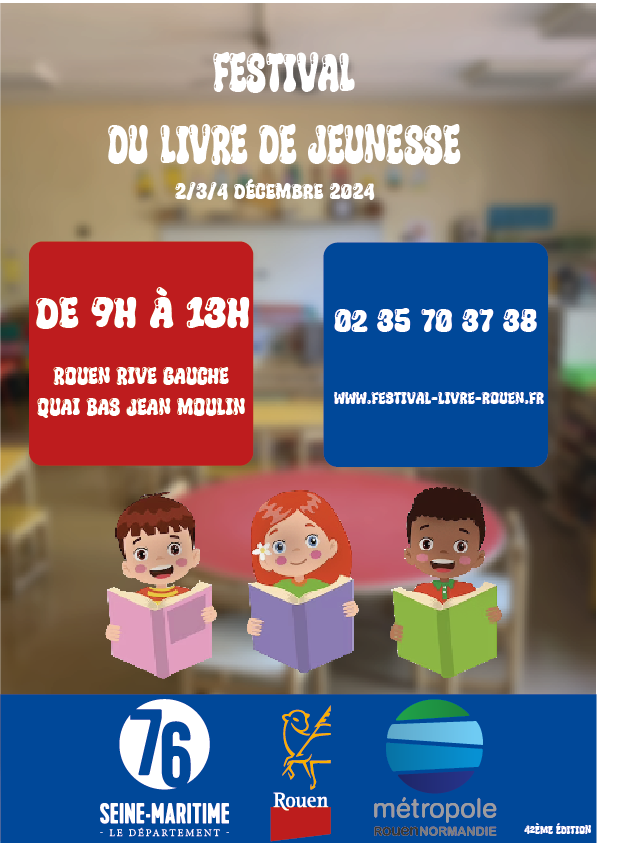 FESTIVAL
DU LIVRE DE JEUNESSE
2/3/4 DÉCEMBRE 2024
DE 9H À 13H
ROUEN RIVE GAUCHE
QUAI BAS JEAN MOULIN
02 35 70 37 38
WWW.FESTIVAL-LIVRE-ROUEN.FR
76
SEINE-MARITIME
- LE DÉPARTEMENT -
Rouen
métropole
ROUENNORMANDIE
42ÈME ÉDITION